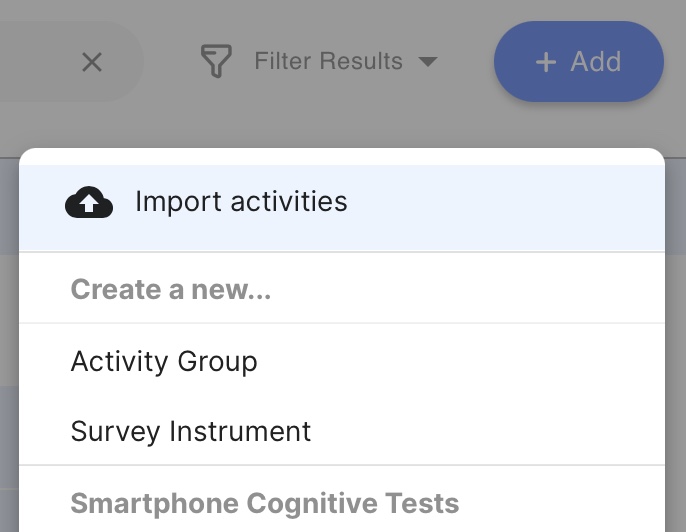 Filter Results
+ Add
Import activities
Create a new...
Activity Group
Survey Instrument
Smartphone Cognitive Tests